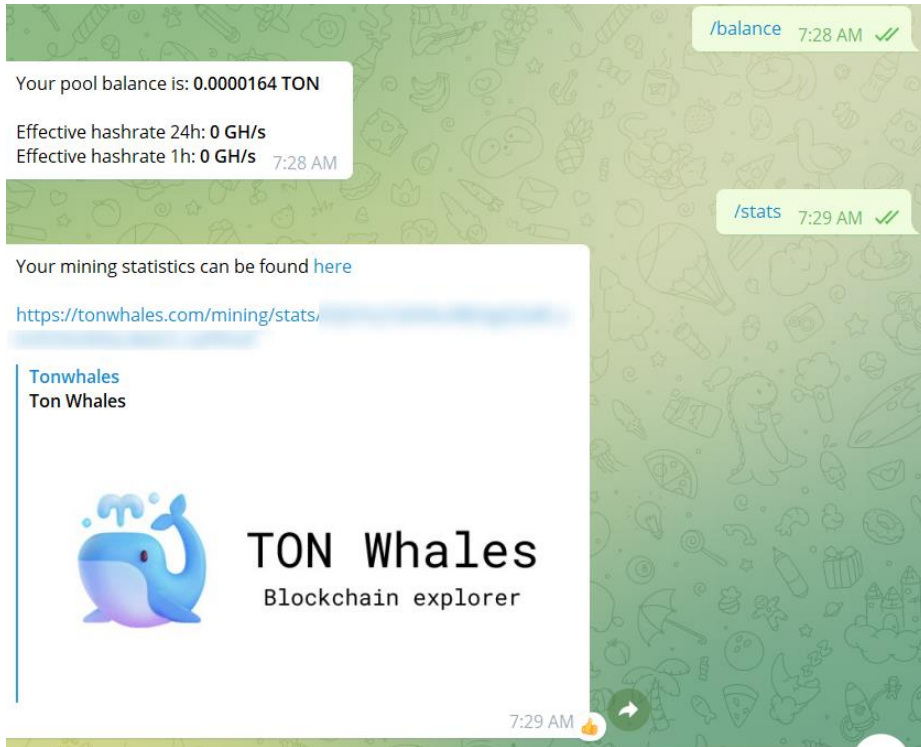 /balance 7:28 AM
Your pool balance is: 0.0000164 TON
Effective hashrate 24h: 0 GH/s
Effective hashrate 1h: 0 GH/s 7:28 AM
/stats 7:29 AM
Your mining statistics can be found here
https://tonwhales.com/mining/stats/
Tonwhales
Ton Whales
TON Whales
Blockchain explorer
7:29 AM